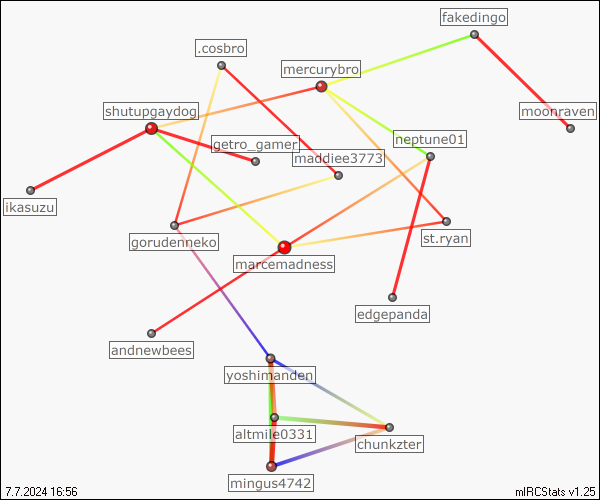 fakedingo
.cosbro
mercurybro
shutupgaydog
moonraven
getro_gamer
neptune01
maddiee3773
ikasuzu
gorudenneko
st.ryan
marcemadness
edgepanda
andnewbees
yoshimanden
altmile0331
chunkzter
mingus4742
7.7.2024 16:56
mIRCStats v1.25